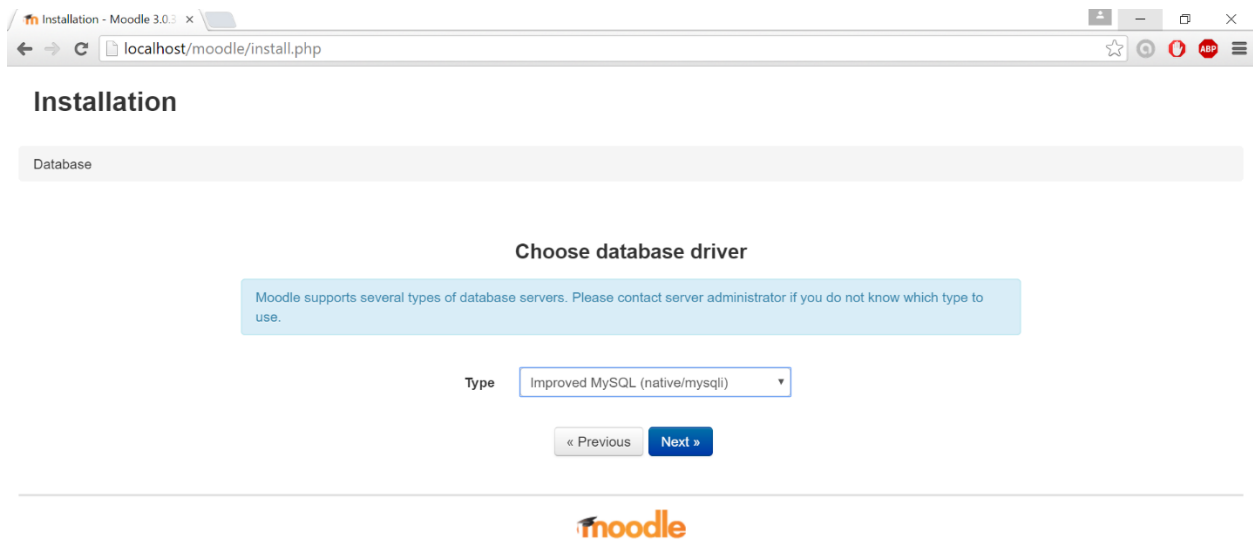 Installation - Moodle 3.0.3
localhost/moodle/install.php
ABP
Installation
Database
Choose database driver
Moodle supports several types of database servers. Please contact server administrator if you do not know which type to
use.
Type Improved MySQL (native/mysqli)
« Previous Next »
moodle